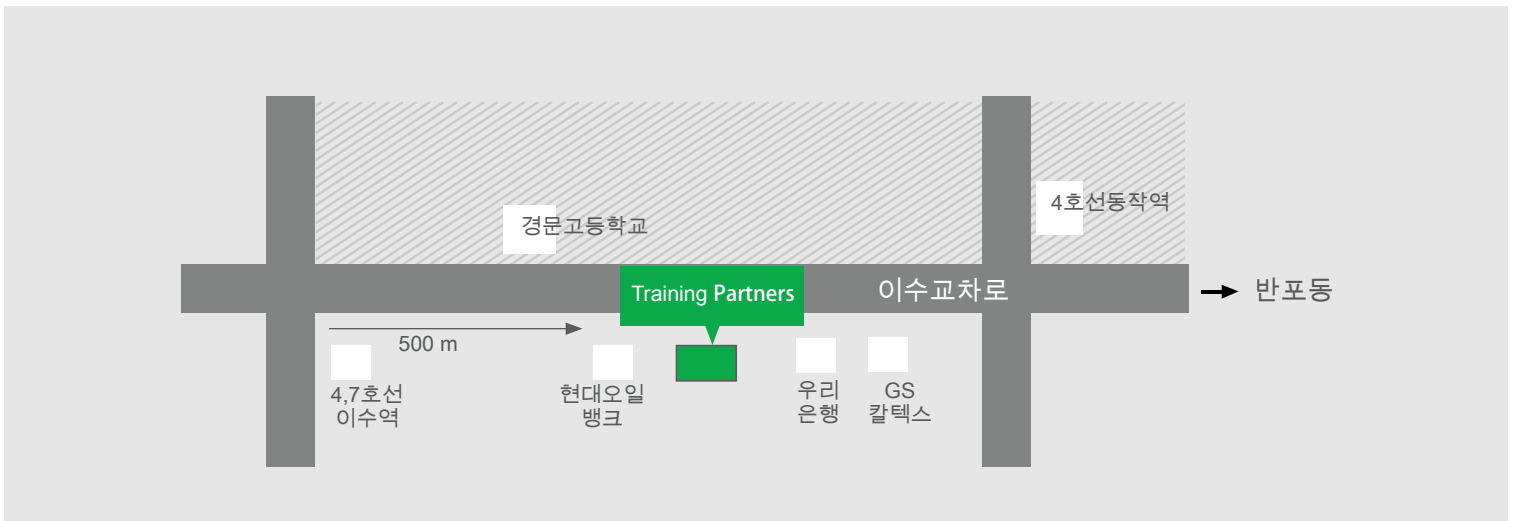 4호선동작역
경문고등학교
Training Partners
이수교차로
반포동
500 m
4,7호선
이수역
현대오일
뱅크
우리
은행
GS
칼텍스